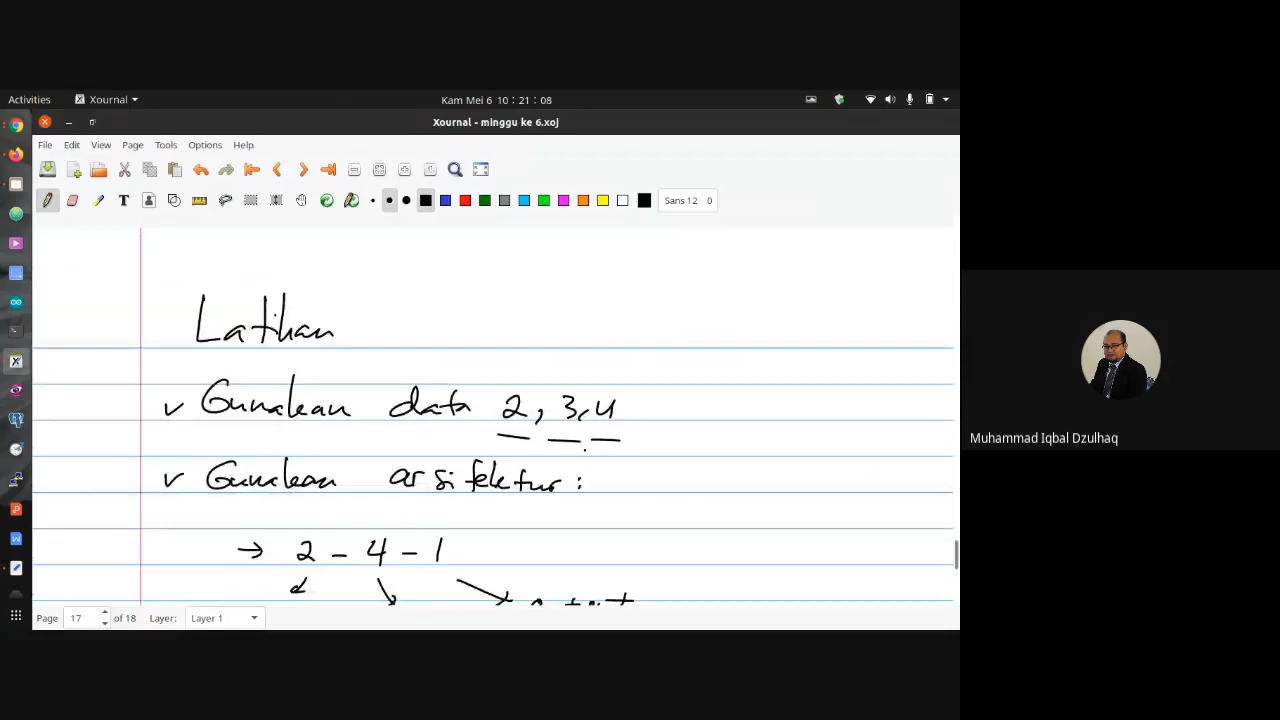 Activities Xournal Kam Mei 6 10:21:08
Xournal - minggu ke 6.xoj
File Edit View Page Tools Options Help
Sans 12 0
Latihan
Gunakan data 2, 3, 4
Gunakan arsitektur:
→ 2 - 4 - 1
Muhammad Iqbal Dzulhaq
Page 17 of 18 Layer: Layer 1